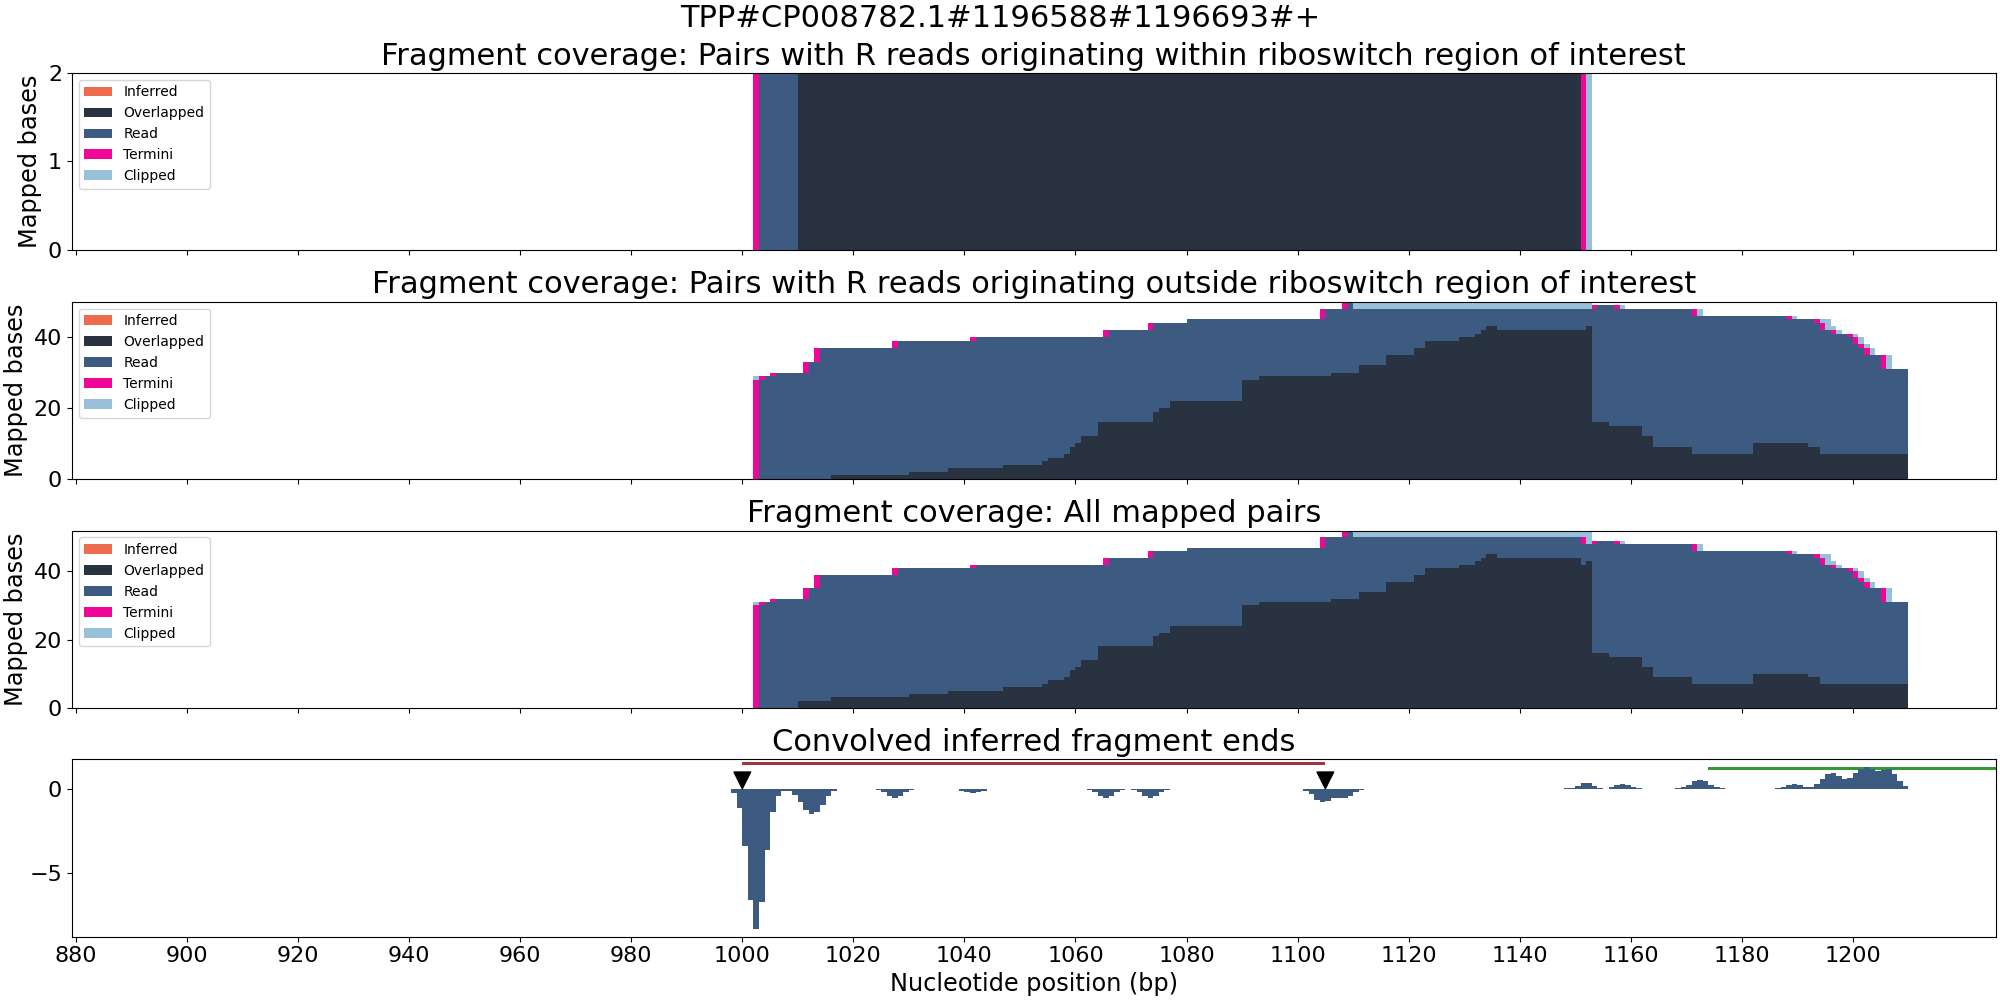 TPP#CP008782.1#1196588#1196693#+
Fragment coverage: Pairs with R reads originating within riboswitch region of interest
Mapped bases
2
1
0
Inferred
Overlapped
Read
Termini
Clipped
Fragment coverage: Pairs with R reads originating outside riboswitch region of interest
Mapped bases
40
20
0
Inferred
Overlapped
Read
Termini
Clipped
Fragment coverage: All mapped pairs
Mapped bases
40
20
0
Inferred
Overlapped
Read
Termini
Clipped
Convolved inferred fragment ends
0
−5
880 900 920 940 960 980 1000 1020 1040 1060 1080 1100 1120 1140 1160 1180 1200
Nucleotide position (bp)